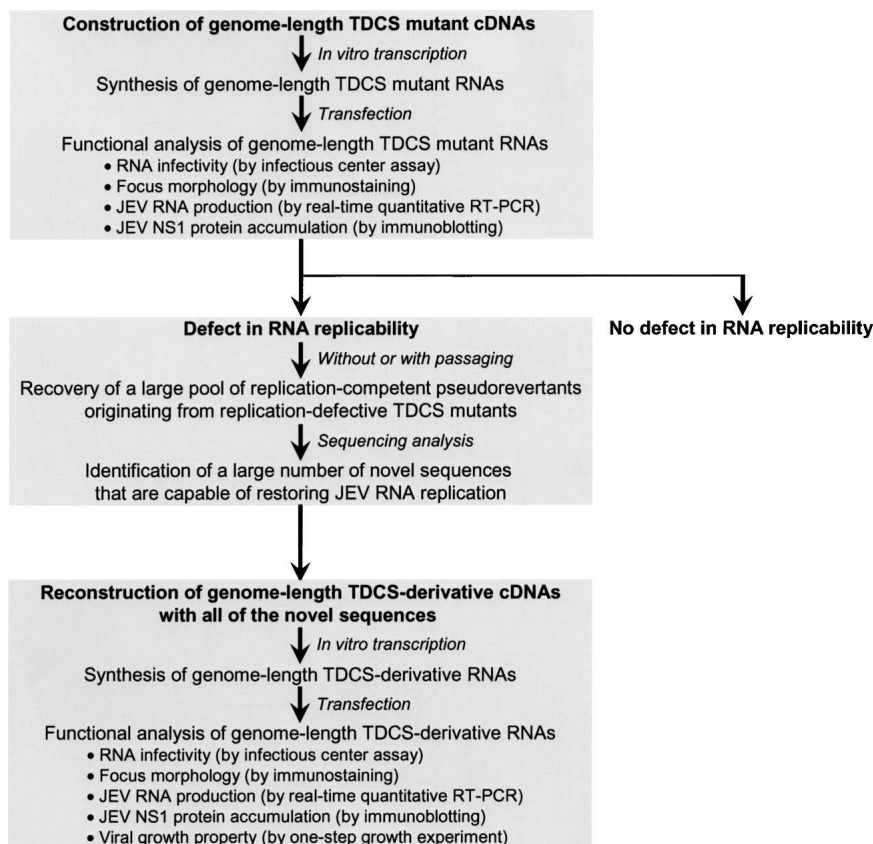 Construction of genome-length TDCS mutant cDNAs
In vitro transcription
Synthesis of genome-length TDCS mutant RNAs
Transfection
Functional analysis of genome-length TDCS mutant RNAs
• RNA infectivity (by infectious center assay)
• Focus morphology (by immunostaining)
• JEV RNA production (by real-time quantitative RT-PCR)
• JEV NS1 protein accumulation (by immunoblotting)
Defect in RNA replicability
No defect in RNA replicability
Without or with passaging
Recovery of a large pool of replication-competent pseudorevertants
originating from replication-defective TDCS mutants
Sequencing analysis
Identification of a large number of novel sequences
that are capable of restoring JEV RNA replication
Reconstruction of genome-length TDCS-derivative cDNAs
with all of the novel sequences
In vitro transcription
Synthesis of genome-length TDCS-derivative RNAs
Transfection
Functional analysis of genome-length TDCS-derivative RNAs
• RNA infectivity (by infectious center assay)
• Focus morphology (by immunostaining)
• JEV RNA production (by real-time quantitative RT-PCR)
• JEV NS1 protein accumulation (by immunoblotting)
• Viral growth property (by one-step growth experiment)